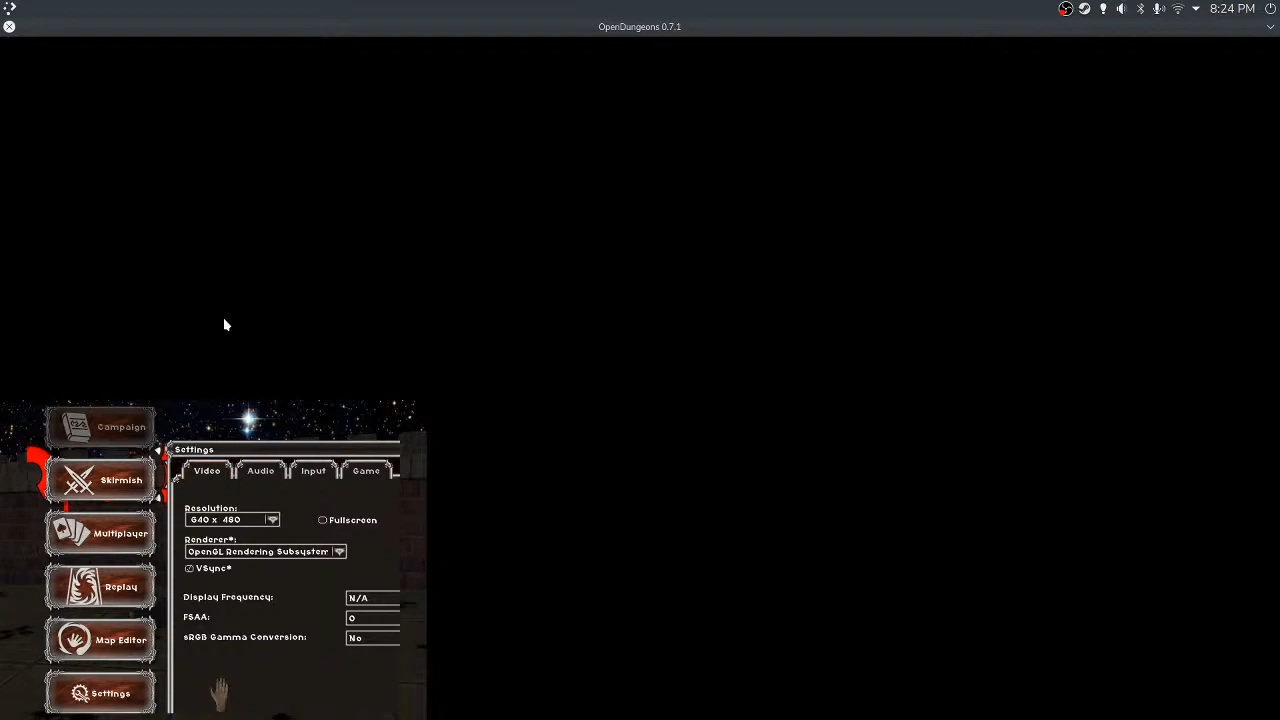 8:24 PM
OpenDungeons 0.7.1
Campaign
Skirmish
Multiplayer
Replay
Map Editor
Settings
Settings
Video Audio Input Game
Resolution:
640 x 480 Fullscreen
Renderer*:
OpenGL Rendering Subsystem
VSync*
Display Frequency: N/A
FSAA: 0
sRGB Gamma Conversion: No